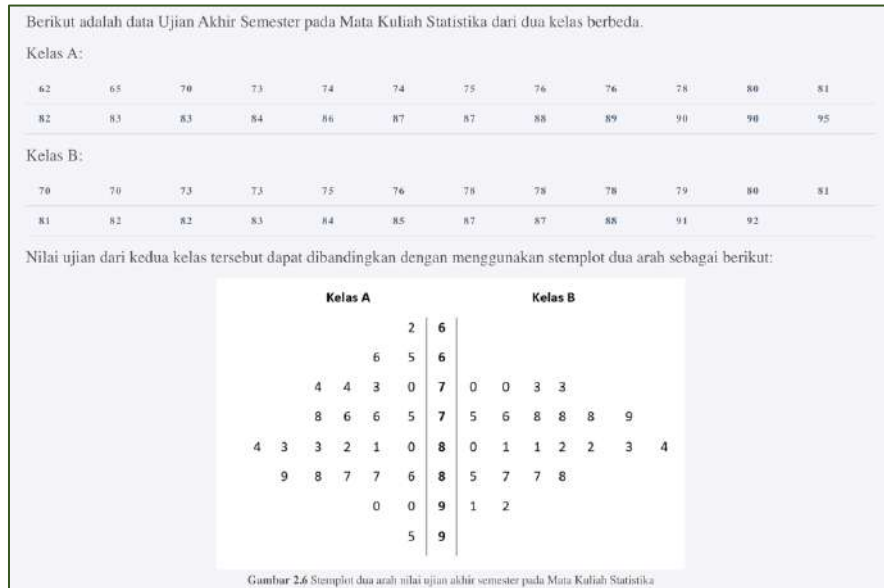 Berikut adalah data Ujian Akhir Semester pada Mata Kuliah Statistika dari dua kelas berbeda.
Kelas A:
62 65 70 73 74 74 75 76 76 78 80 81
82 83 83 84 86 87 87 88 89 90 90 95
Kelas B:
70 70 73 73 75 76 78 78 78 79 80 81
81 82 82 83 84 85 87 87 88 91 92
Nilai ujian dari kedua kelas tersebut dapat dibandingkan dengan menggunakan stemplot dua arah sebagai berikut:
Kelas A Kelas B
2 6
6 5 6
4 4 3 0 7 0 0 3 3
8 6 6 5 7 5 6 8 8 8 9
4 3 3 2 1 0 8 0 1 1 2 2 3 4
9 8 7 7 6 8 5 7 7 8
0 0 9 1 2
5 9
Gambar 2.6 Stemplot dua arah nilai ujian akhir semester pada Mata Kuliah Statistika